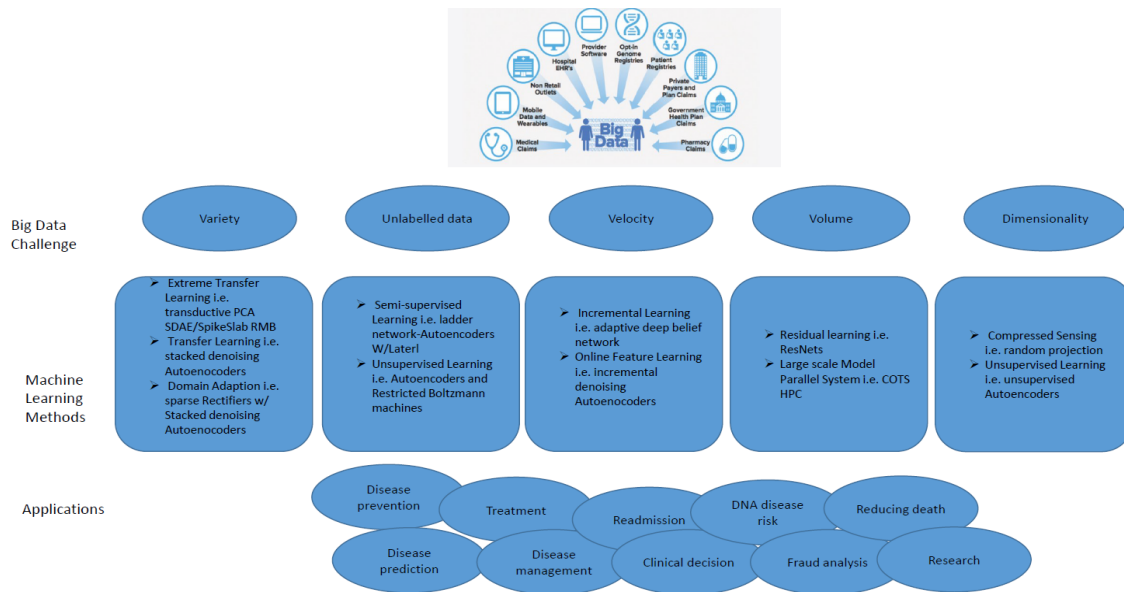 Provider
Software
Opt-in
Genome
Registries
Hospital
EHR's
Patient
Registries
Non Retail
Outlets
Private
Payers and
Plan Claims
Mobile
Data and
Wearables
Government
Health Plan
Claims
Medical
Claims
Big
Data
Pharmacy
Claims
Big Data
Challenge
Variety
Unlabelled data
Velocity
Volume
Dimensionality
Machine
Learning
Methods
➢ Extreme Transfer
Learning i.e.
transductive PCA
SDAE/SpikeSlab RMB
➢ Transfer Learning i.e.
stacked denoising
Autoenocoders
➢ Domain Adaption i.e.
sparse Rectifiers w/
Stacked denoising
Autoenocoders
➢ Semi-supervised
Learning i.e. ladder
network-Autoencoders
W/Laterl
➢ Unsupervised Learning
i.e. Autoencoders and
Restricted Boltzmann
machines
➢ Incremental Learning
i.e. adaptive deep belief
network
➢ Online Feature Learning
i.e. incremental
denoising
Autoenocoders
➢ Residual learning i.e.
ResNets
➢ Large scale Model
Parallel System i.e. COTS
HPC
➢ Compressed Sensing
i.e. random projection
➢ Unsupervised Learning
i.e. unsupervised
Autoencoders
Applications
Disease
prevention
Treatment
Readmission
DNA disease
risk
Reducing death
Disease
prediction
Disease
management
Clinical decision
Fraud analysis
Research